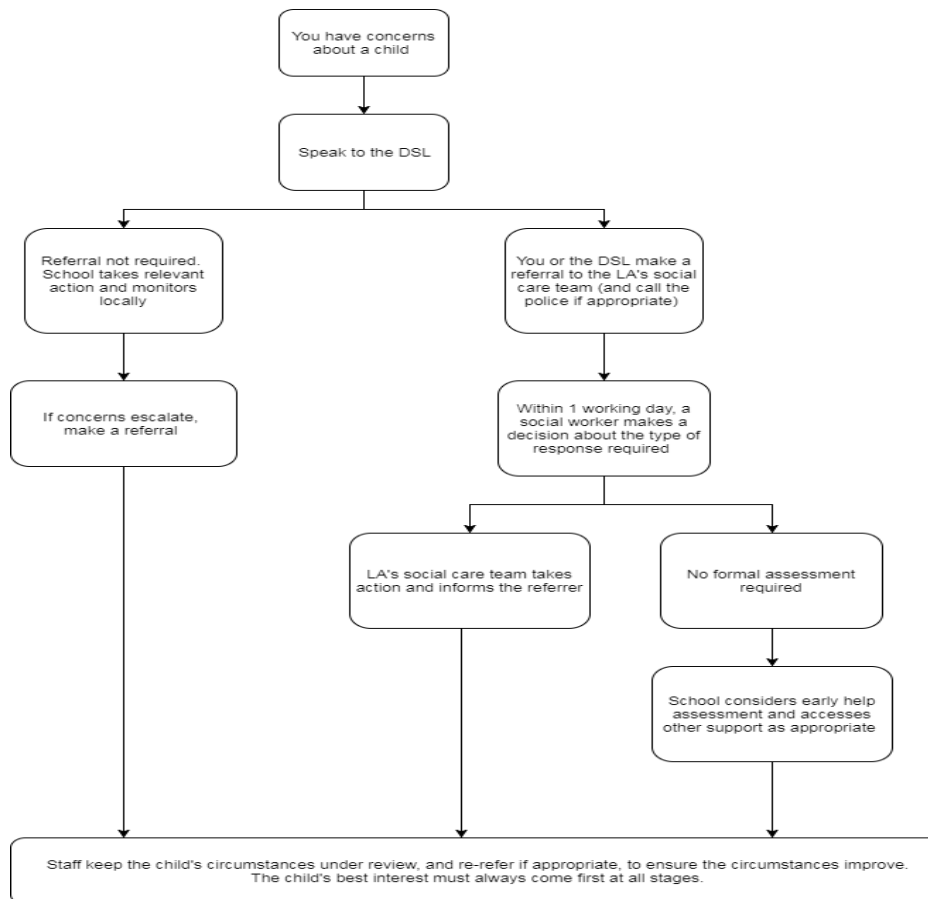 You have concerns
about a child
Speak to the DSL
Referral not required.
School takes relevant
action and monitors
locally
You or the DSL make a
referral to the LA's social
care team (and call the
police if appropriate)
If concerns escalate,
make a referral
Within 1 working day, a
social worker makes a
decision about the type of
response required
LA's social care team takes
action and informs the referrer
No formal assessment
required
School considers early help
assessment and accesses
other support as appropriate
Staff keep the child's circumstances under review, and re-refer if appropriate, to ensure the circumstances improve.
The child's best interest must always come first at all stages.